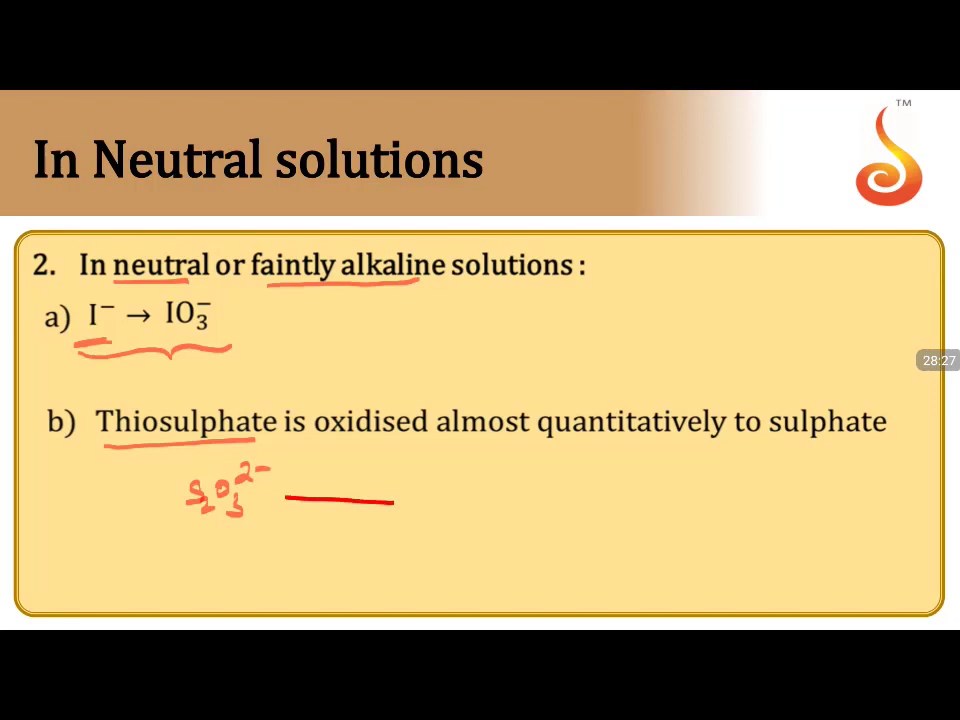 TM
In Neutral solutions
2. In neutral or faintly alkaline solutions :
a) I⁻ → IO₃⁻
28:27
b) Thiosulphate is oxidised almost quantitatively to sulphate
S₂O₃²⁻